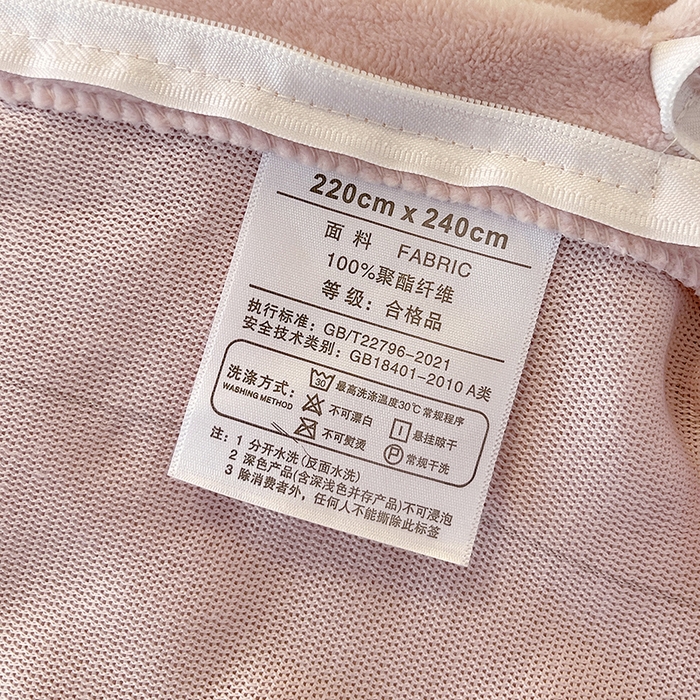 220cm x 240cm
面料 FABRIC
100%聚酯纤维
等级：合格品
执行标准：GB/T22796-2021
安全技术类别：GB18401-2010 A类
洗涤方式：
WASHING METHOD
30 最高洗涤温度30℃ 常规程序
不可漂白 悬挂晾干
不可熨烫 P 常规干洗
注：1 分开水洗(反面水洗)
2 深色产品(含深浅色并存产品)不可浸泡
3 除消费者外，任何人不能撕除此标签